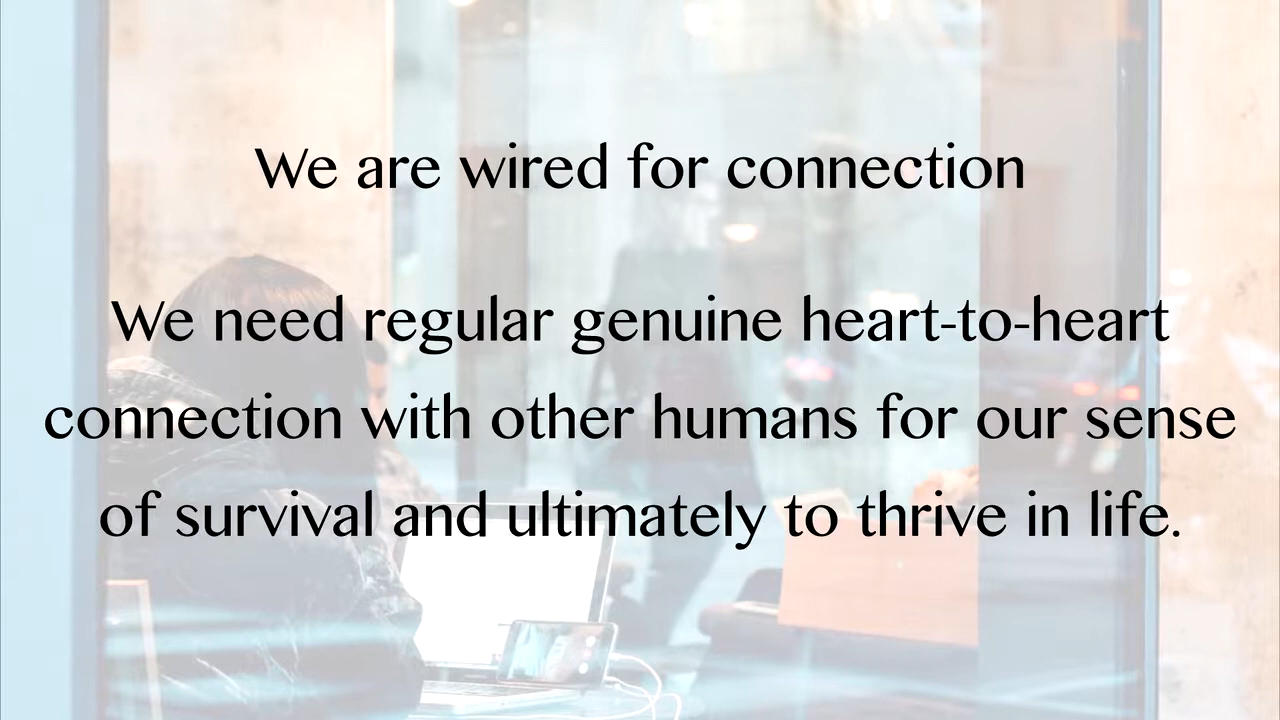 We are wired for connection
We need regular genuine heart-to-heart
connection with other humans for our sense
of survival and ultimately to thrive in life.